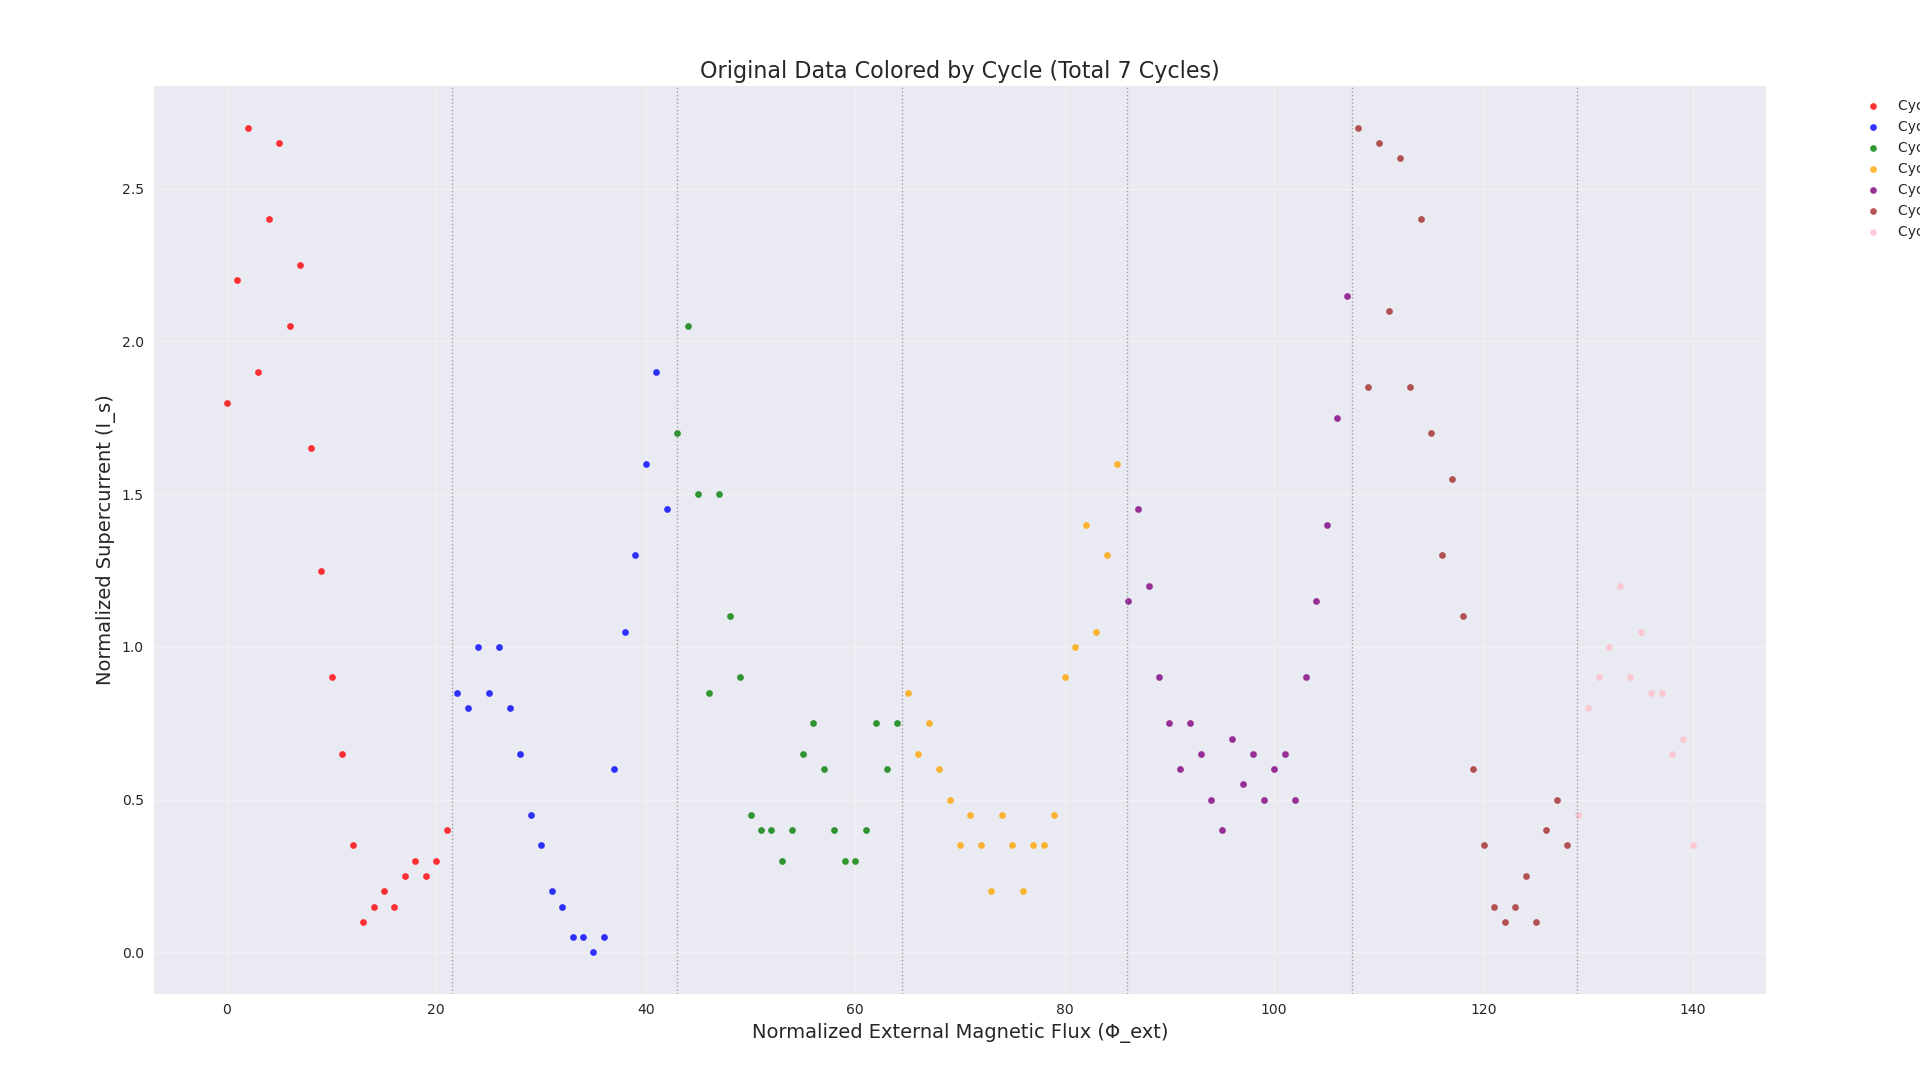 Original Data Colored by Cycle (Total 7 Cycles)
Cyc
Cyc
Cyc
Cyc
Cyc
Cyc
Cyc
Normalized Supercurrent (I_s)
2.5
2.0
1.5
1.0
0.5
0.0
0 20 40 60 80 100 120 140
Normalized External Magnetic Flux (Φ_ext)